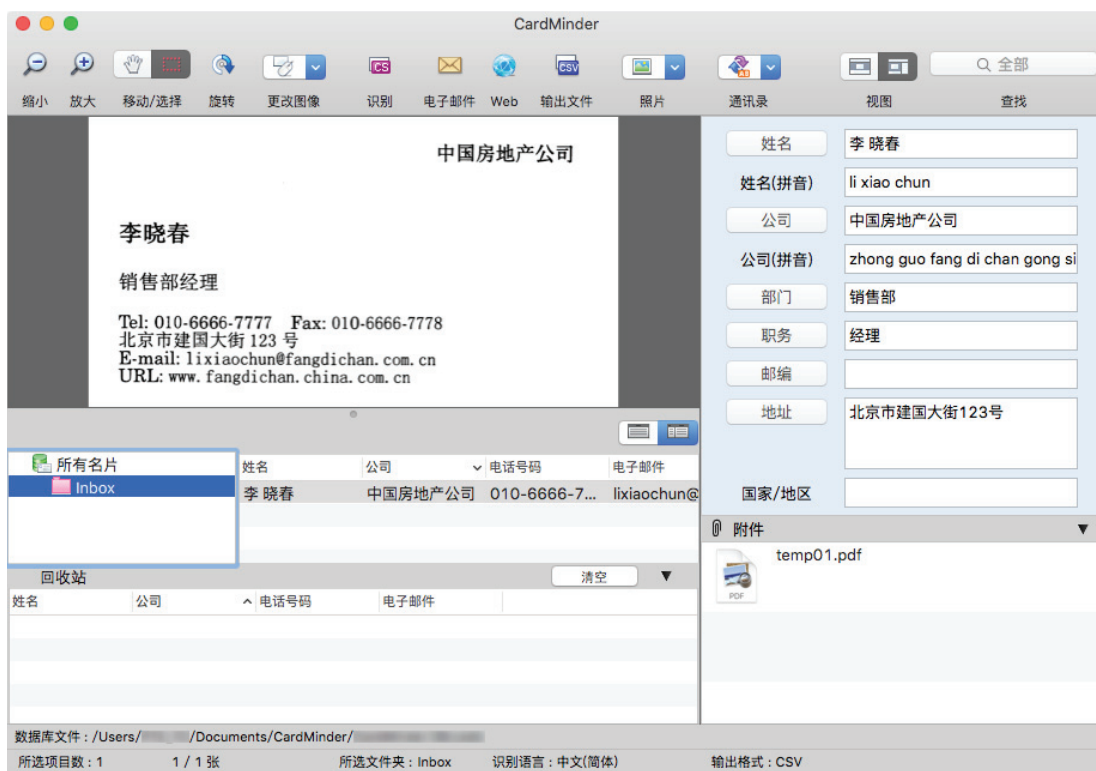 CardMinder
缩小 放大 移动/选择 旋转 更改图像 识别 电子邮件 Web 输出文件 照片 通讯录 视图 查找
CS
CSV
全部
中国房地产公司
李晓春
销售部经理
Tel: 010-6666-7777 Fax: 010-6666-7778
北京市建国大街 123 号
E-mail: lixiaochun@fangdichan.com.cn
URL: www.fangdichan.china.com.cn
姓名 李 晓春
姓名(拼音) li xiao chun
公司 中国房地产公司
公司(拼音) zhong guo fang di chan gong si
部门 销售部
职务 经理
邮编
地址 北京市建国大街123号
国家/地区
所有名片
Inbox
姓名 公司 电话号码 电子邮件
李 晓春 中国房地产公司 010-6666-7... lixiaochun@
附件
temp01.pdf
PDF
回收站 清空
姓名 公司 电话号码 电子邮件
数据库文件 : /Users/ /Documents/CardMinder/
所选项目数 : 1 1 / 1 张 所选文件夹 : Inbox 识别语言 : 中文(简体) 输出格式 : CSV